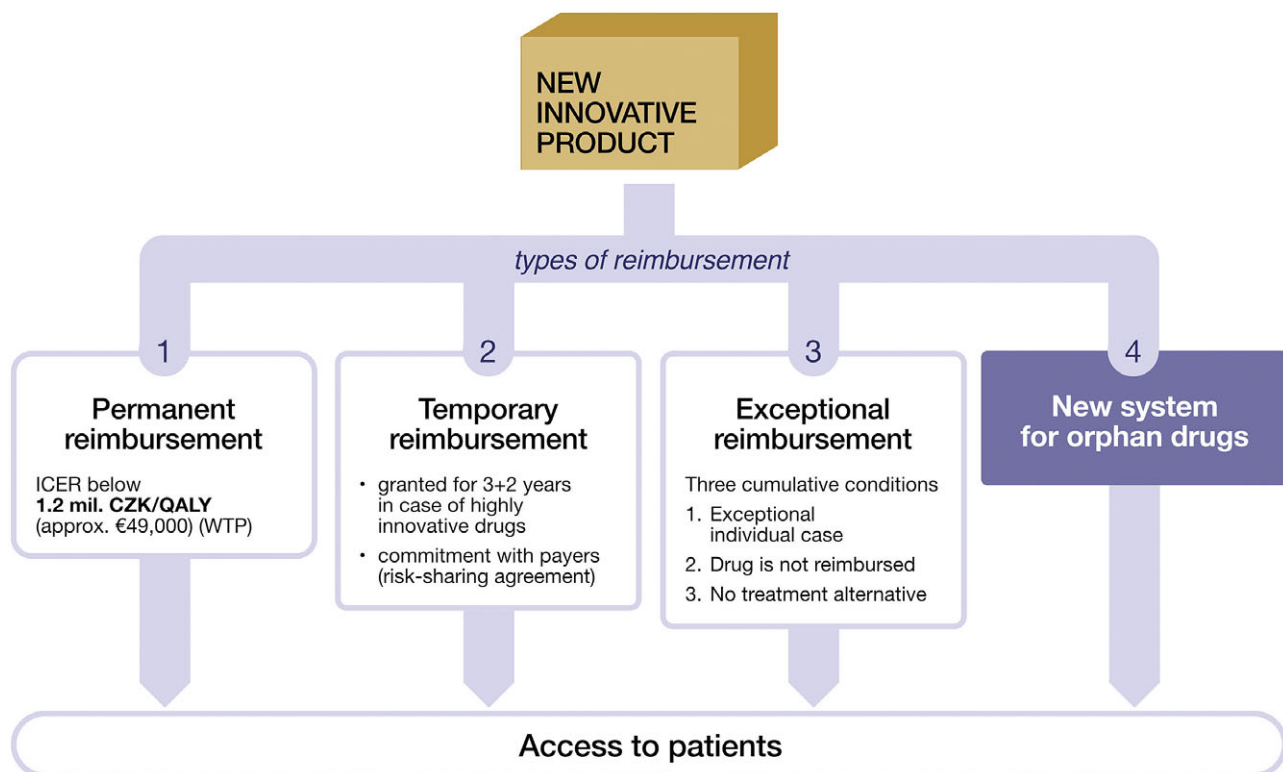 NEW
INNOVATIVE
PRODUCT
types of reimbursement
1
Permanent
reimbursement
ICER below
1.2 mil. CZK/QALY
(approx. €49,000) (WTP)
2
Temporary
reimbursement
• granted for 3+2 years
in case of highly
innovative drugs
• commitment with payers
(risk-sharing agreement)
3
Exceptional
reimbursement
Three cumulative conditions
1. Exceptional
individual case
2. Drug is not reimbursed
3. No treatment alternative
4
New system
for orphan drugs
Access to patients